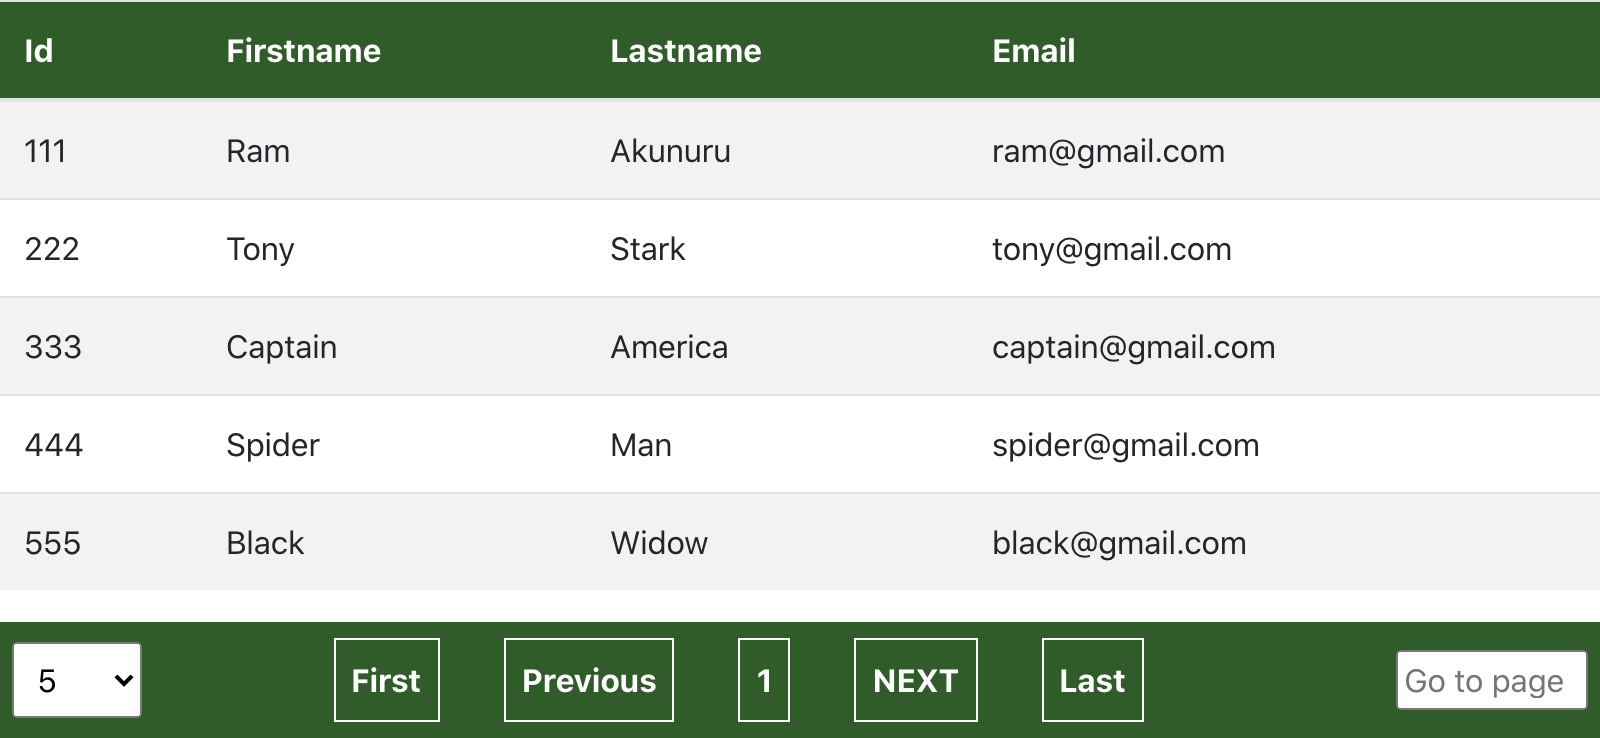 Id Firstname Lastname Email
111 Ram Akunuru ram@gmail.com
222 Tony Stark tony@gmail.com
333 Captain America captain@gmail.com
444 Spider Man spider@gmail.com
555 Black Widow black@gmail.com
5 First Previous 1 NEXT Last Go to page